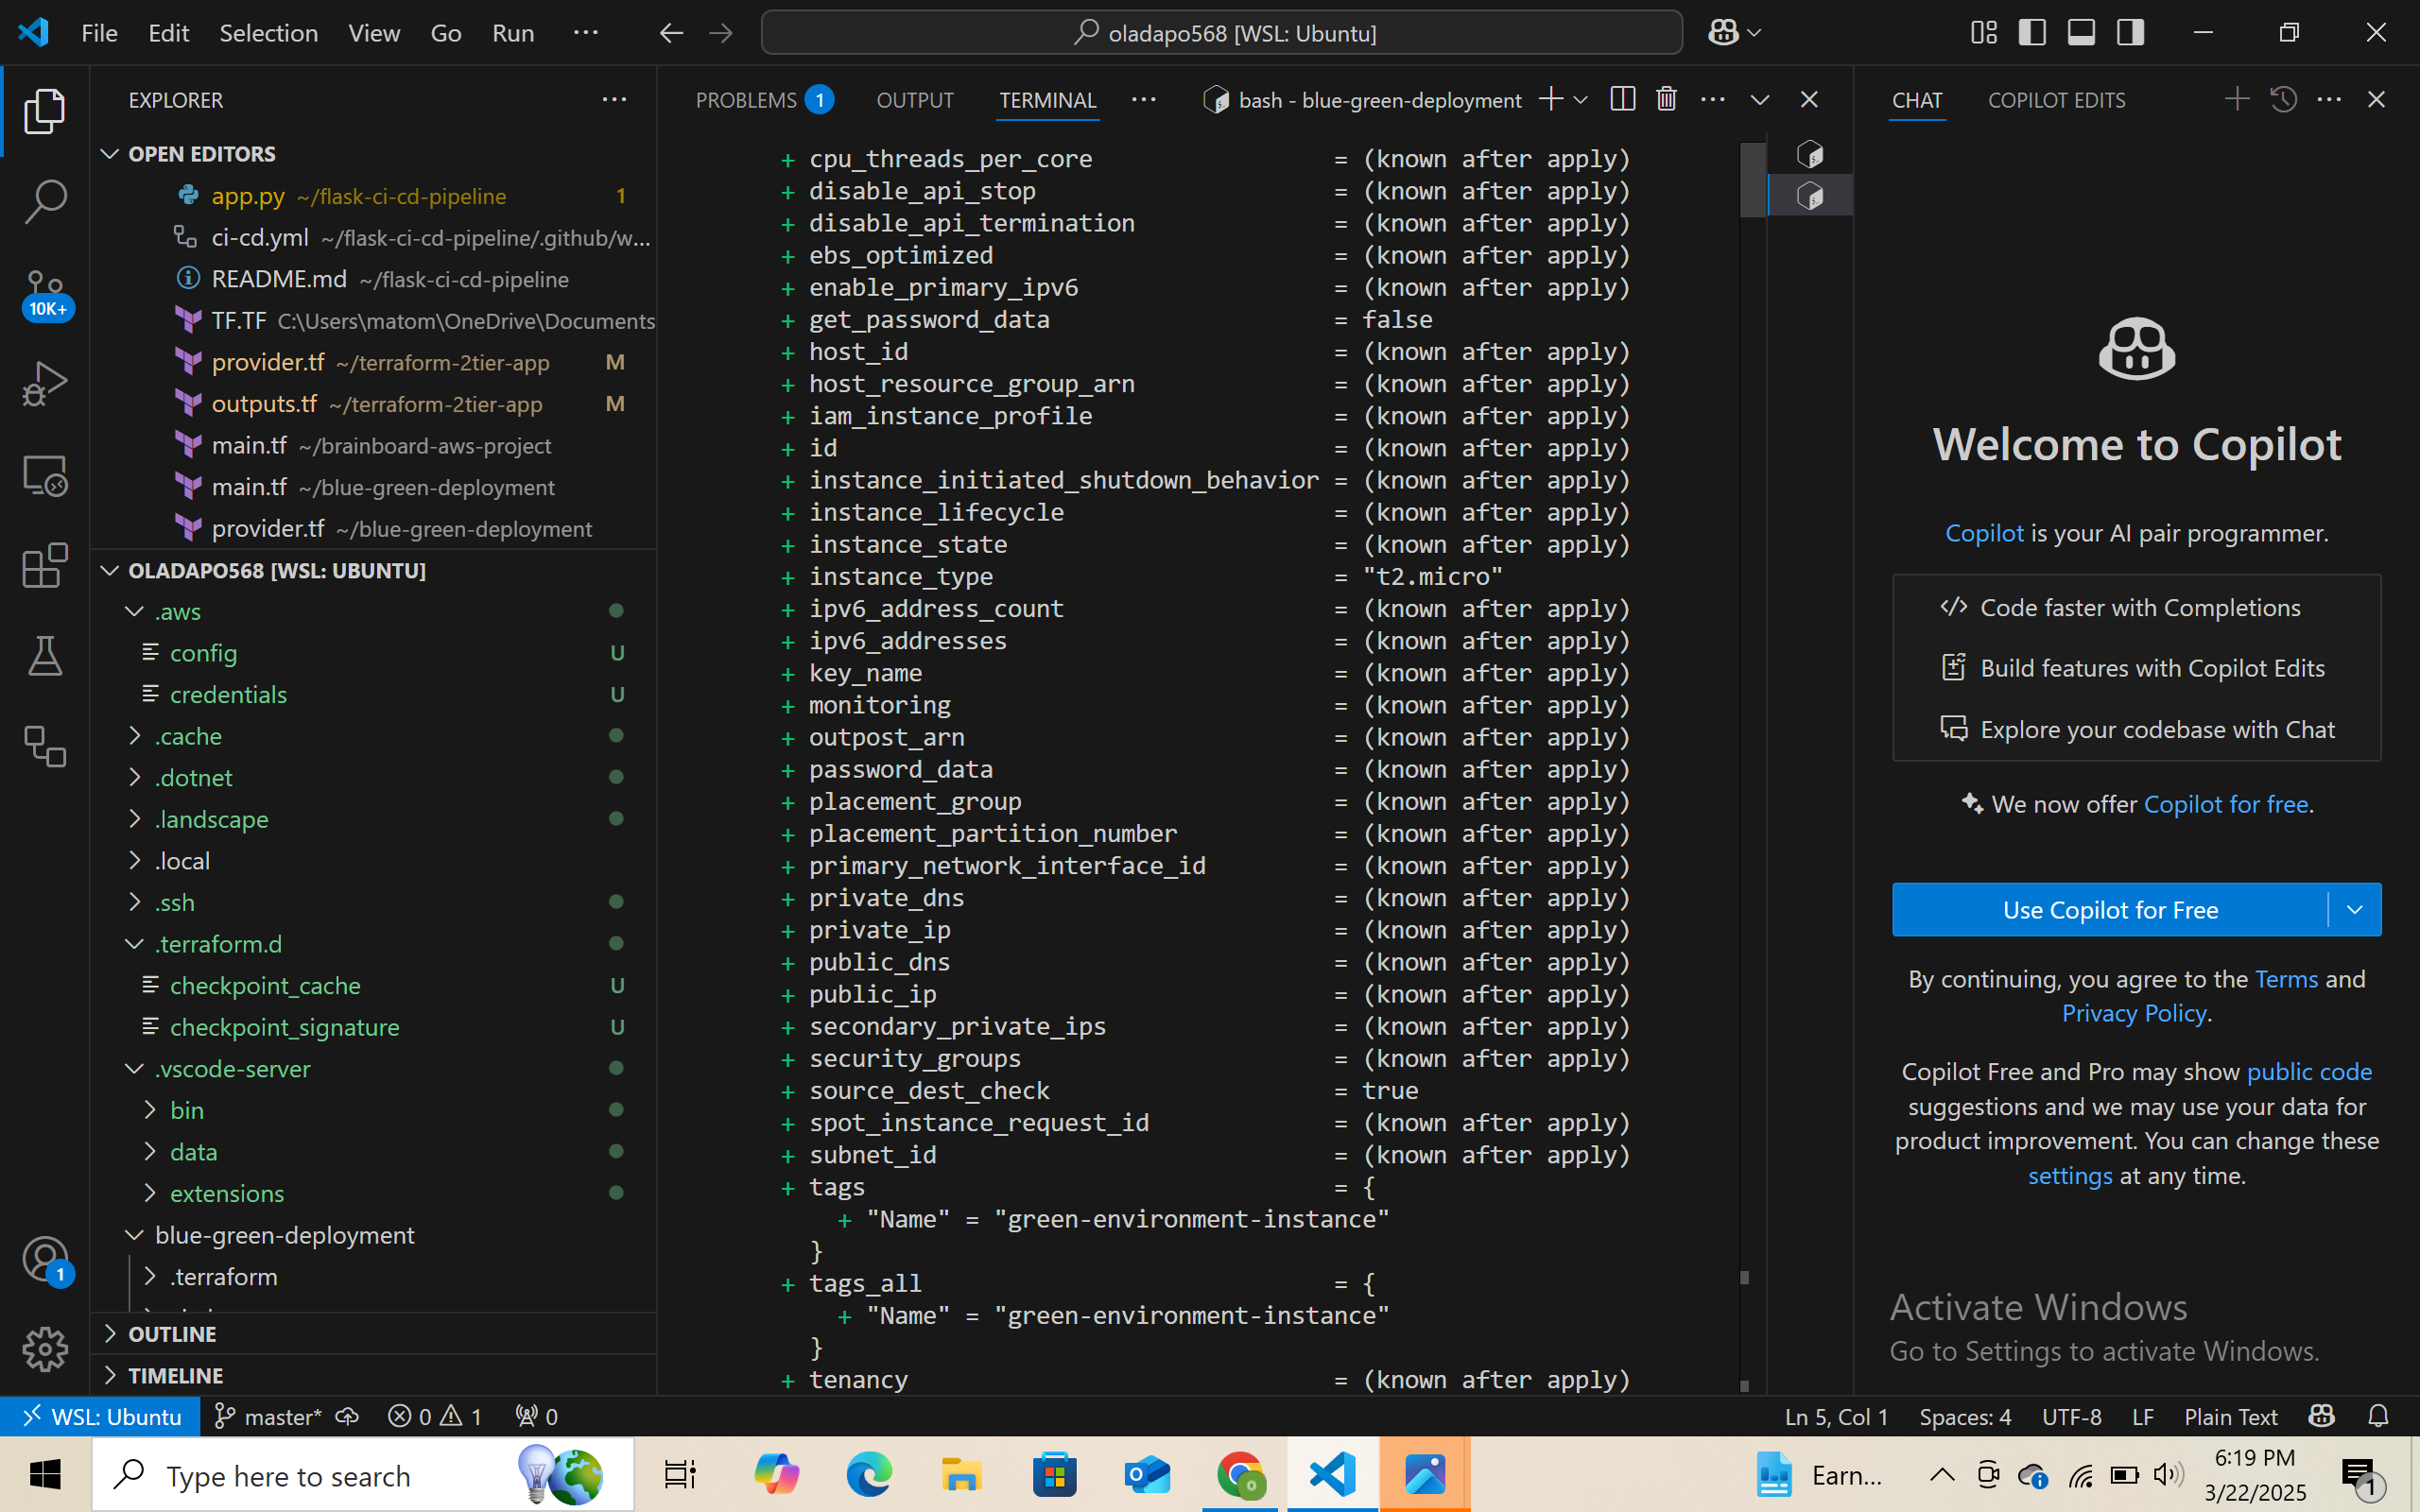 File Edit Selection View Go Run ···
oladapo568 [WSL: Ubuntu]
EXPLORER
OPEN EDITORS
app.py ~/flask-ci-cd-pipeline 1
ci-cd.yml ~/flask-ci-cd-pipeline/.github/w...
README.md ~/flask-ci-cd-pipeline
TF.TF C:\Users\matom\OneDrive\Documents
provider.tf ~/terraform-2tier-app M
outputs.tf ~/terraform-2tier-app M
main.tf ~/brainboard-aws-project
main.tf ~/blue-green-deployment
provider.tf ~/blue-green-deployment
OLADAPO568 [WSL: UBUNTU]
.aws
config U
credentials U
.cache
.dotnet
.landscape
.local
.ssh
.terraform.d
checkpoint_cache U
checkpoint_signature U
.vscode-server
bin
data
extensions
blue-green-deployment
.terraform
OUTLINE
TIMELINE
10K+
1
PROBLEMS 1 OUTPUT TERMINAL ··· bash - blue-green-deployment
+ cpu_threads_per_core = (known after apply)
+ disable_api_stop = (known after apply)
+ disable_api_termination = (known after apply)
+ ebs_optimized = (known after apply)
+ enable_primary_ipv6 = (known after apply)
+ get_password_data = false
+ host_id = (known after apply)
+ host_resource_group_arn = (known after apply)
+ iam_instance_profile = (known after apply)
+ id = (known after apply)
+ instance_initiated_shutdown_behavior = (known after apply)
+ instance_lifecycle = (known after apply)
+ instance_state = (known after apply)
+ instance_type = "t2.micro"
+ ipv6_address_count = (known after apply)
+ ipv6_addresses = (known after apply)
+ key_name = (known after apply)
+ monitoring = (known after apply)
+ outpost_arn = (known after apply)
+ password_data = (known after apply)
+ placement_group = (known after apply)
+ placement_partition_number = (known after apply)
+ primary_network_interface_id = (known after apply)
+ private_dns = (known after apply)
+ private_ip = (known after apply)
+ public_dns = (known after apply)
+ public_ip = (known after apply)
+ secondary_private_ips = (known after apply)
+ security_groups = (known after apply)
+ source_dest_check = true
+ spot_instance_request_id = (known after apply)
+ subnet_id = (known after apply)
+ tags = {
+ "Name" = "green-environment-instance"
}
+ tags_all = {
+ "Name" = "green-environment-instance"
}
+ tenancy = (known after apply)
CHAT COPILOT EDITS
Welcome to Copilot
Copilot is your AI pair programmer.
Code faster with Completions
Build features with Copilot Edits
Explore your codebase with Chat
We now offer Copilot for free.
Use Copilot for Free
By continuing, you agree to the Terms and
Privacy Policy.
Copilot Free and Pro may show public code
suggestions and we may use your data for
product improvement. You can change these
settings at any time.
Activate Windows
Go to Settings to activate Windows.
WSL: Ubuntu master* 0 1 0 Ln 5, Col 1 Spaces: 4 UTF-8 LF Plain Text
Type here to search
Earn...
6:19 PM
3/22/2025
1